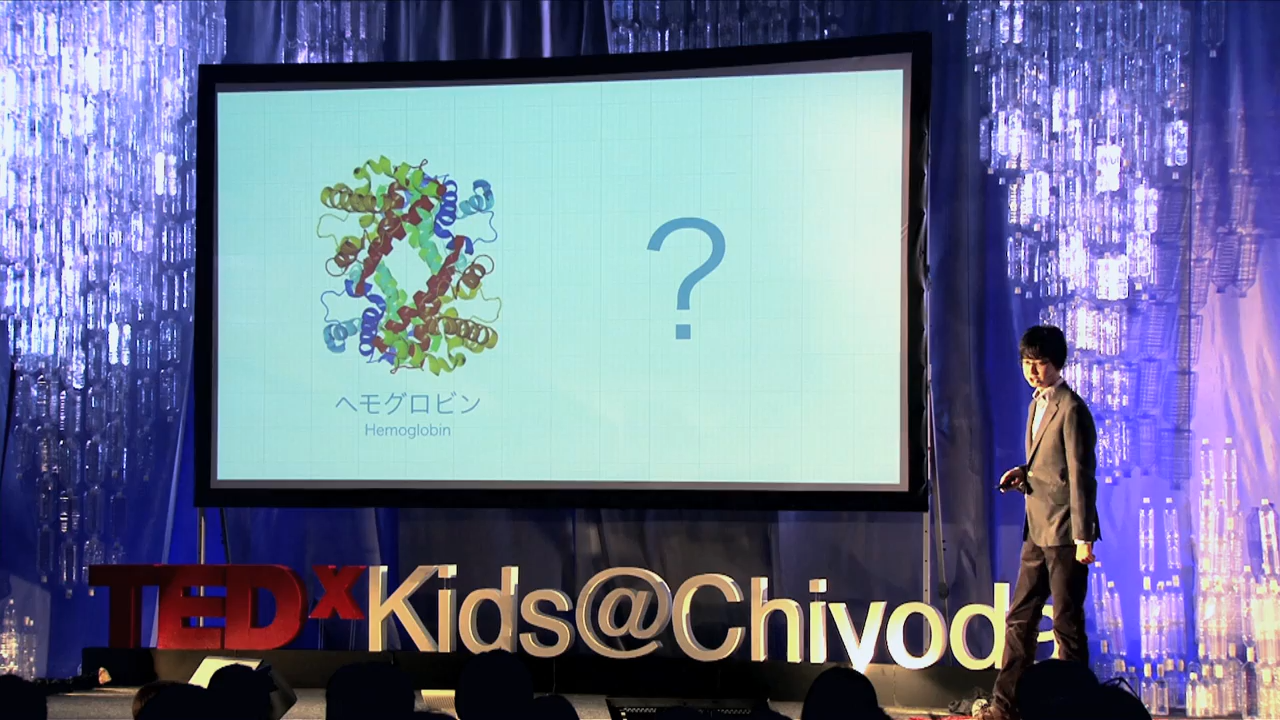 ?
ヘモグロビン
Hemoglobin
TEDxKids@Chiyoda